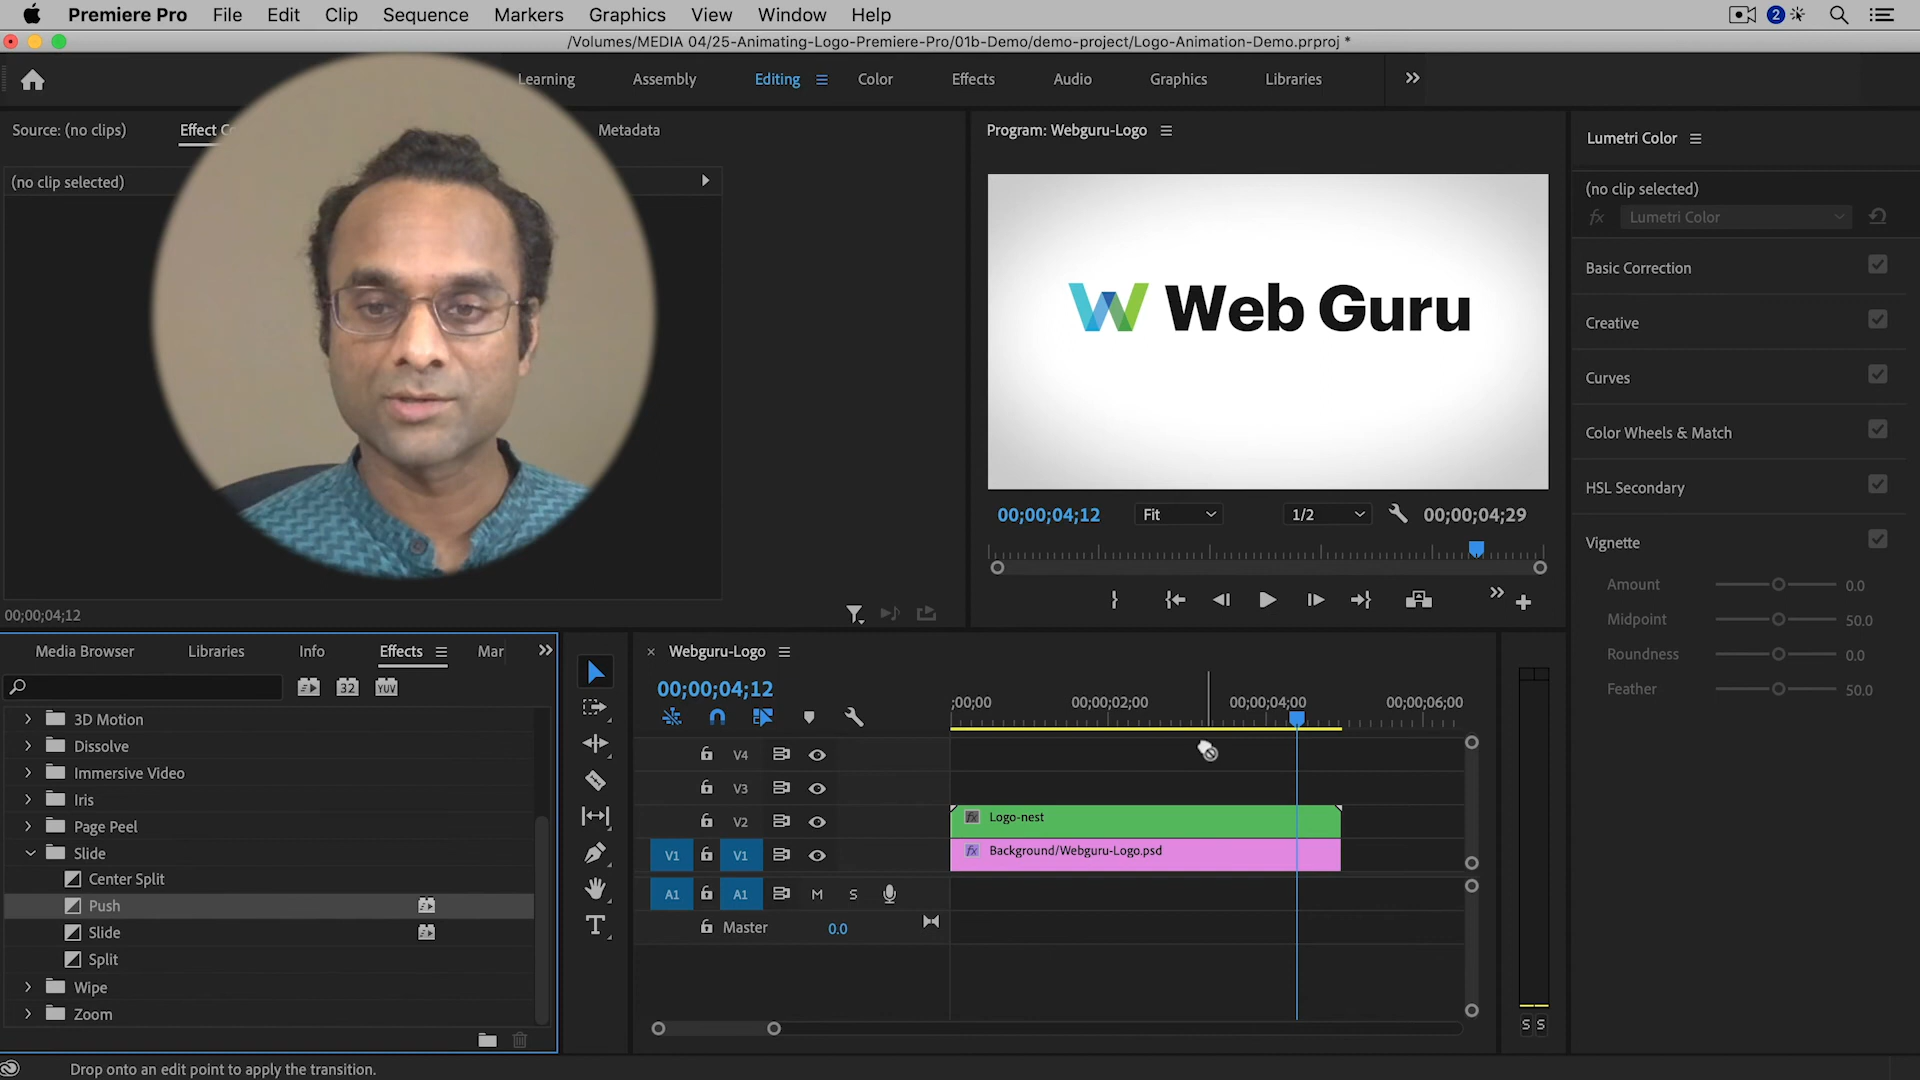 Premiere Pro File Edit Clip Sequence Markers Graphics View Window Help 2
/Volumes/MEDIA 04/25-Animating-Logo-Premiere-Pro/01b-Demo/demo-project/Logo-Animation-Demo.prproj *
Learning Assembly Editing Color Effects Audio Graphics Libraries
Source: (no clips) Effect Co Metadata
(no clip selected)
00;00;04;12
Program: Webguru-Logo
Web Guru
00;00;04;12 Fit 1/2 00;00;04;29
Lumetri Color
(no clip selected)
fx Lumetri Color
Basic Correction
Creative
Curves
Color Wheels & Match
HSL Secondary
Vignette
Amount 0.0
Midpoint 50.0
Roundness 0.0
Feather 50.0
Media Browser Libraries Info Effects Mar
32 YUV
3D Motion
Dissolve
Immersive Video
Iris
Page Peel
Slide
Center Split
Push
Slide
Split
Wipe
Zoom
T
× Webguru-Logo
00;00;04;12
;00;00 00;00;02;00 00;00;04;00 00;00;06;00
V4
V3
V2 fx Logo-nest
V1 V1 fx Background/Webguru-Logo.psd
A1 A1 M S
Master 0.0
S S
Drop onto an edit point to apply the transition.